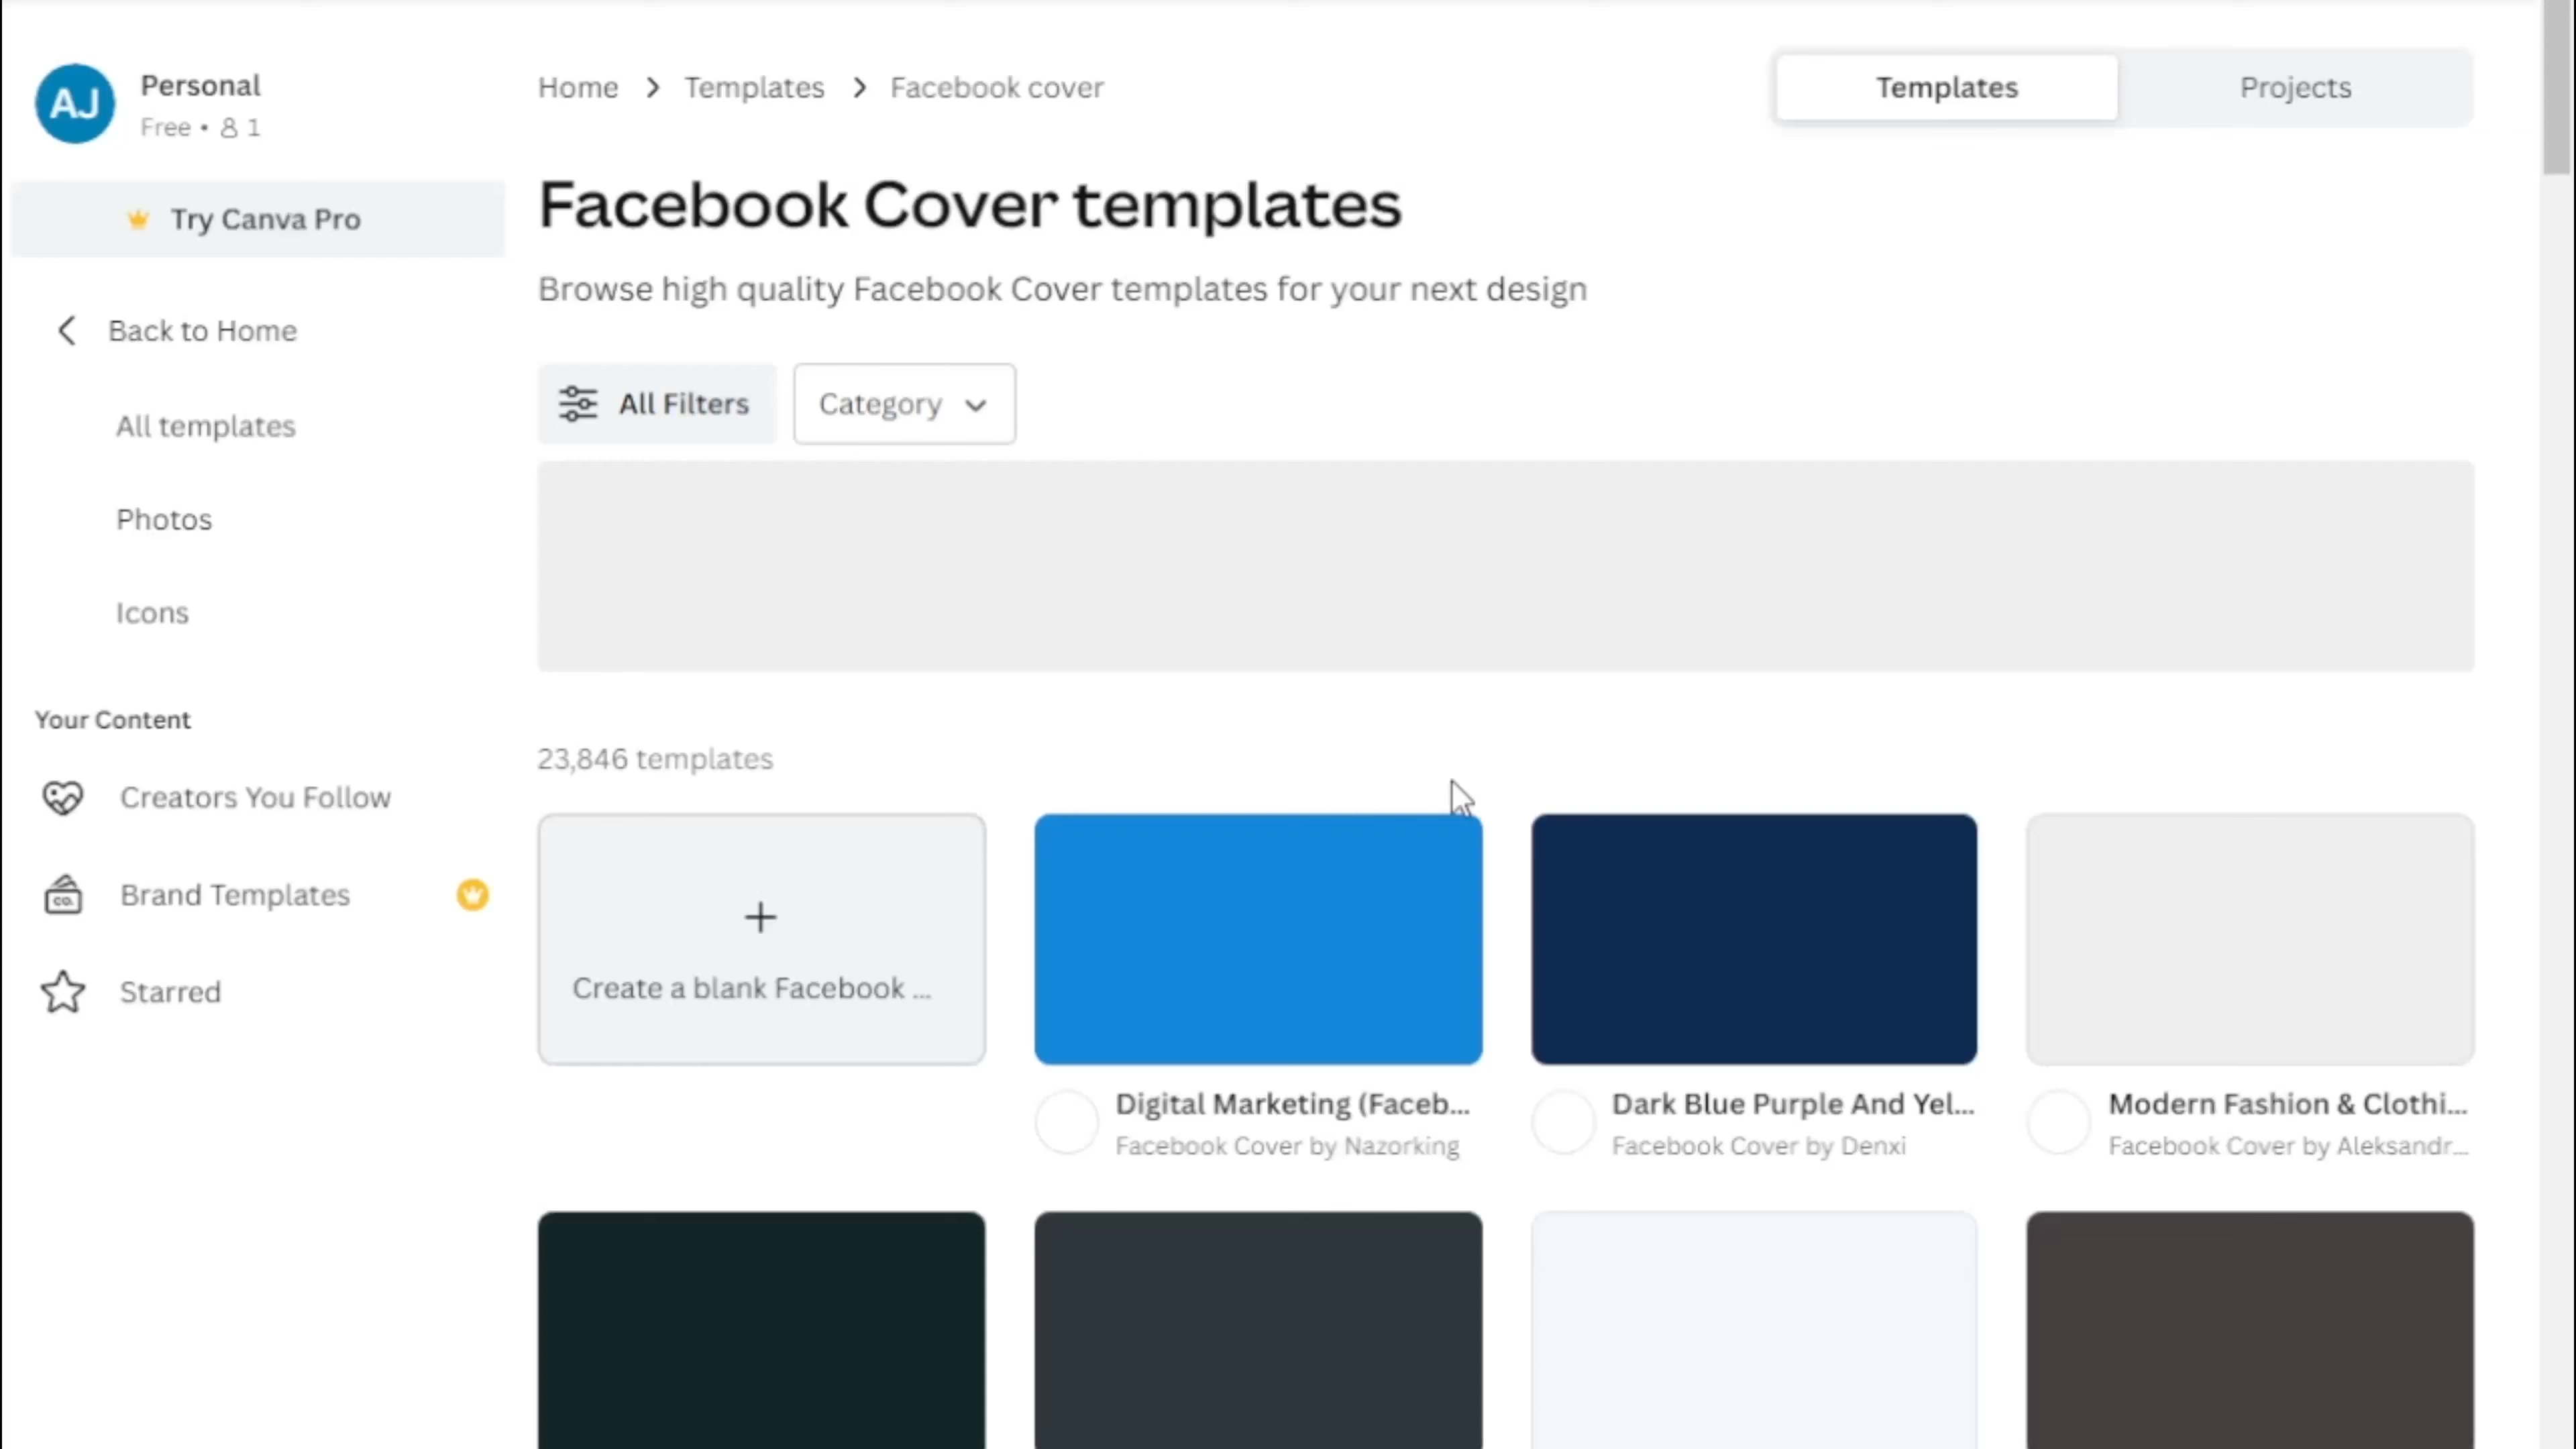 AJ
Personal
Free • 1
Try Canva Pro
Back to Home
All templates
Photos
Icons
Your Content
Creators You Follow
CO.
Brand Templates
Starred
Home > Templates > Facebook cover
Templates
Projects
Facebook Cover templates
Browse high quality Facebook Cover templates for your next design
All Filters
Category
23,846 templates
Create a blank Facebook ...
Digital Marketing (Faceb...
Facebook Cover by Nazorking
Dark Blue Purple And Yel...
Facebook Cover by Denxi
Modern Fashion & Clothi...
Facebook Cover by Aleksandr...